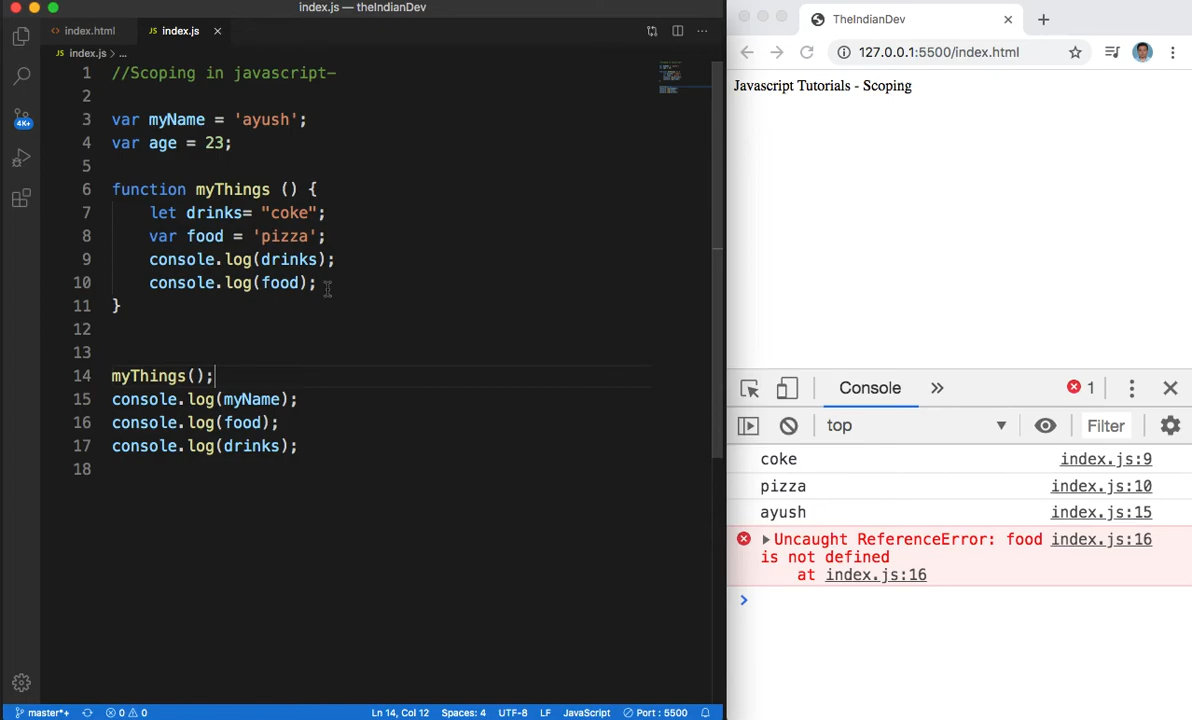 index.js — theIndianDev
index.html
JS index.js ×
JS index.js > ...
1 //Scoping in javascript-
2
3 var myName = 'ayush';
4 var age = 23;
5
6 function myThings () {
7 let drinks= "coke";
8 var food = 'pizza';
9 console.log(drinks);
10 console.log(food);
11 }
12
13
14 myThings();
15 console.log(myName);
16 console.log(food);
17 console.log(drinks);
18
4K+
master*+ 0 0 Ln 14, Col 12 Spaces: 4 UTF-8 LF JavaScript Port : 5500
TheIndianDev
127.0.0.1:5500/index.html
Javascript Tutorials - Scoping
Console » 1
top Filter
coke index.js:9
pizza index.js:10
ayush index.js:15
Uncaught ReferenceError: food index.js:16
is not defined
at index.js:16